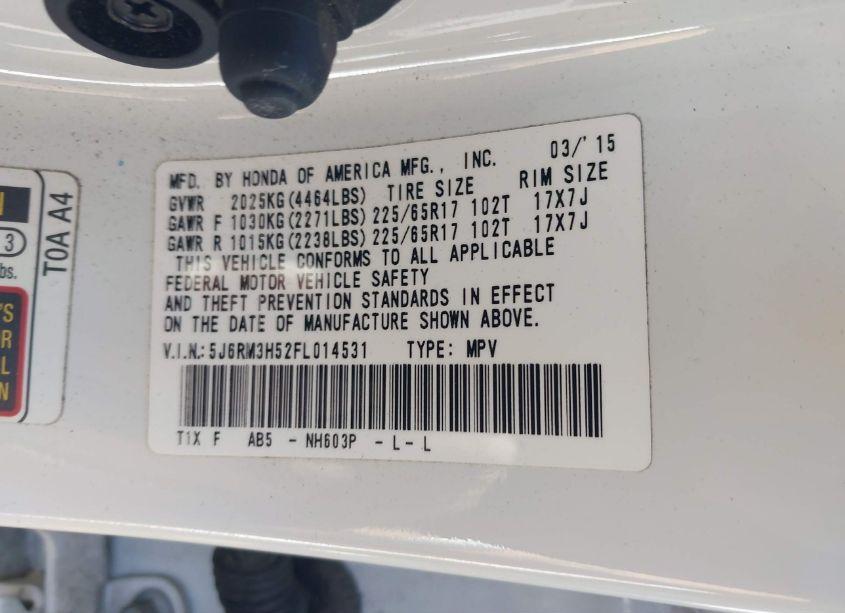 MFD. BY HONDA OF AMERICA MFG., INC. 03/'15
GVWR 2025KG(4464LBS) TIRE SIZE RIM SIZE
GAWR F 1030KG(2271LBS) 225/65R17 102T 17X7J
GAWR R 1015KG(2238LBS) 225/65R17 102T 17X7J
THIS VEHICLE CONFORMS TO ALL APPLICABLE
FEDERAL MOTOR VEHICLE SAFETY
AND THEFT PREVENTION STANDARDS IN EFFECT
ON THE DATE OF MANUFACTURE SHOWN ABOVE.
V.I.N.:5J6RM3H52FL014531 TYPE: MPV
T1X F AB5 - NH603P - L- L
N
3
bs.
'S
R
L
N
T0A A4